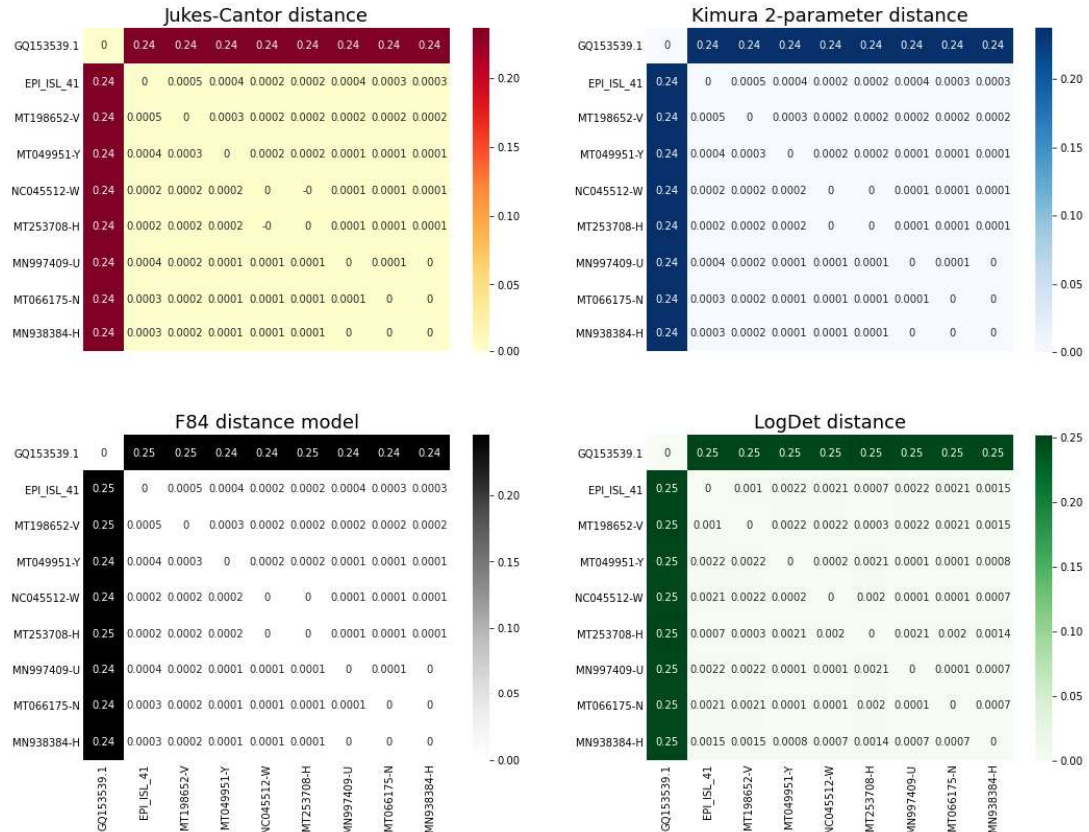 Jukes-Cantor distance
GQ153539.1 0 0.24 0.24 0.24 0.24 0.24 0.24 0.24 0.24
EPI_ISL_41 0.24 0 0.0005 0.0004 0.0002 0.0002 0.0004 0.0003 0.0003
MT198652-V 0.24 0.0005 0 0.0003 0.0002 0.0002 0.0002 0.0002 0.0002
MT049951-Y 0.24 0.0004 0.0003 0 0.0002 0.0002 0.0001 0.0001 0.0001
NC045512-W 0.24 0.0002 0.0002 0.0002 0 -0 0.0001 0.0001 0.0001
MT253708-H 0.24 0.0002 0.0002 0.0002 -0 0 0.0001 0.0001 0.0001
MN997409-U 0.24 0.0004 0.0002 0.0001 0.0001 0.0001 0 0.0001 0
MT066175-N 0.24 0.0003 0.0002 0.0001 0.0001 0.0001 0.0001 0 0
MN938384-H 0.24 0.0003 0.0002 0.0001 0.0001 0.0001 0 0 0
0.20
0.15
0.10
0.05
0.00
Kimura 2-parameter distance
GQ153539.1 0 0.24 0.24 0.24 0.24 0.24 0.24 0.24 0.24
EPI_ISL_41 0.24 0 0.0005 0.0004 0.0002 0.0002 0.0004 0.0003 0.0003
MT198652-V 0.24 0.0005 0 0.0003 0.0002 0.0002 0.0002 0.0002 0.0002
MT049951-Y 0.24 0.0004 0.0003 0 0.0002 0.0002 0.0001 0.0001 0.0001
NC045512-W 0.24 0.0002 0.0002 0.0002 0 0 0.0001 0.0001 0.0001
MT253708-H 0.24 0.0002 0.0002 0.0002 0 0 0.0001 0.0001 0.0001
MN997409-U 0.24 0.0004 0.0002 0.0001 0.0001 0.0001 0 0.0001 0
MT066175-N 0.24 0.0003 0.0002 0.0001 0.0001 0.0001 0.0001 0 0
MN938384-H 0.24 0.0003 0.0002 0.0001 0.0001 0.0001 0 0 0
0.20
0.15
0.10
0.05
0.00
F84 distance model
GQ153539.1 0 0.25 0.25 0.24 0.24 0.25 0.24 0.24 0.24
EPI_ISL_41 0.25 0 0.0005 0.0004 0.0002 0.0002 0.0004 0.0003 0.0003
MT198652-V 0.25 0.0005 0 0.0003 0.0002 0.0002 0.0002 0.0002 0.0002
MT049951-Y 0.24 0.0004 0.0003 0 0.0002 0.0002 0.0001 0.0001 0.0001
NC045512-W 0.24 0.0002 0.0002 0.0002 0 0 0.0001 0.0001 0.0001
MT253708-H 0.25 0.0002 0.0002 0.0002 0 0 0.0001 0.0001 0.0001
MN997409-U 0.24 0.0004 0.0002 0.0001 0.0001 0.0001 0 0.0001 0
MT066175-N 0.24 0.0003 0.0002 0.0001 0.0001 0.0001 0.0001 0 0
MN938384-H 0.24 0.0003 0.0002 0.0001 0.0001 0.0001 0 0 0
GQ153539.1
EPI_ISL_41
MT198652-V
MT049951-Y
NC045512-W
MT253708-H
MN997409-U
MT066175-N
MN938384-H
0.20
0.15
0.10
0.05
0.00
LogDet distance
GQ153539.1 0 0.25 0.25 0.25 0.25 0.25 0.25 0.25 0.25
EPI_ISL_41 0.25 0 0.001 0.0022 0.0021 0.0007 0.0022 0.0021 0.0015
MT198652-V 0.25 0.001 0 0.0022 0.0022 0.0003 0.0022 0.0021 0.0015
MT049951-Y 0.25 0.0022 0.0022 0 0.0002 0.0021 0.0001 0.0001 0.0008
NC045512-W 0.25 0.0021 0.0022 0.0002 0 0.002 0.0001 0.0001 0.0007
MT253708-H 0.25 0.0007 0.0003 0.0021 0.002 0 0.0021 0.002 0.0014
MN997409-U 0.25 0.0022 0.0022 0.0001 0.0001 0.0021 0 0.0001 0.0007
MT066175-N 0.25 0.0021 0.0021 0.0001 0.0001 0.002 0.0001 0 0.0007
MN938384-H 0.25 0.0015 0.0015 0.0008 0.0007 0.0014 0.0007 0.0007 0
GQ153539.1
EPI_ISL_41
MT198652-V
MT049951-Y
NC045512-W
MT253708-H
MN997409-U
MT066175-N
MN938384-H
0.25
0.20
0.15
0.10
0.05
0.00